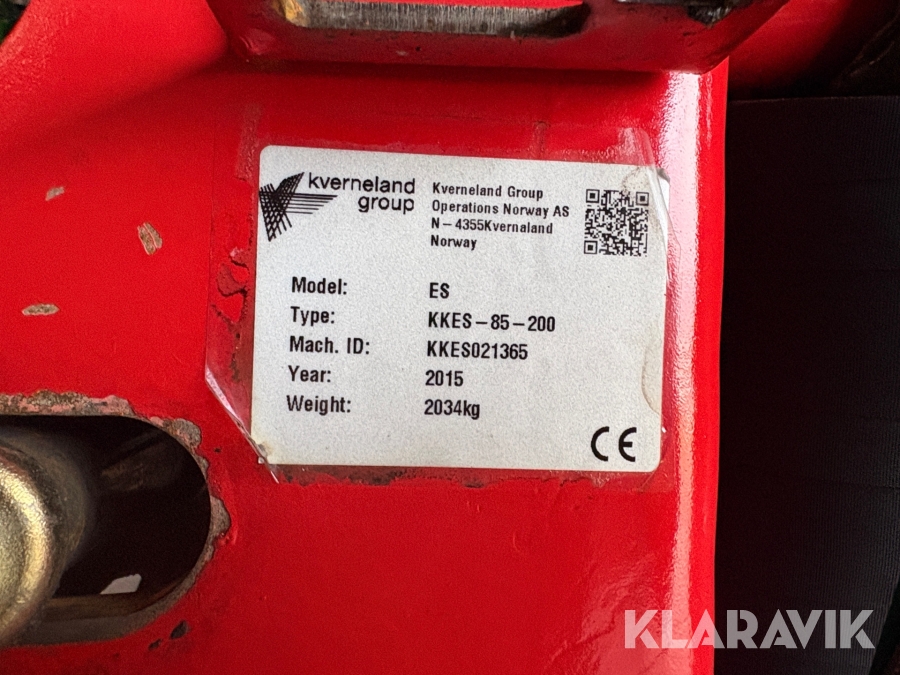 kverneland
group
Kverneland Group
Operations Norway AS
N-4355Kvernaland
Norway
Model: ES
Type: KKES-85-200
Mach. ID: KKES021365
Year: 2015
Weight: 2034kg
CE
KLARAVIK